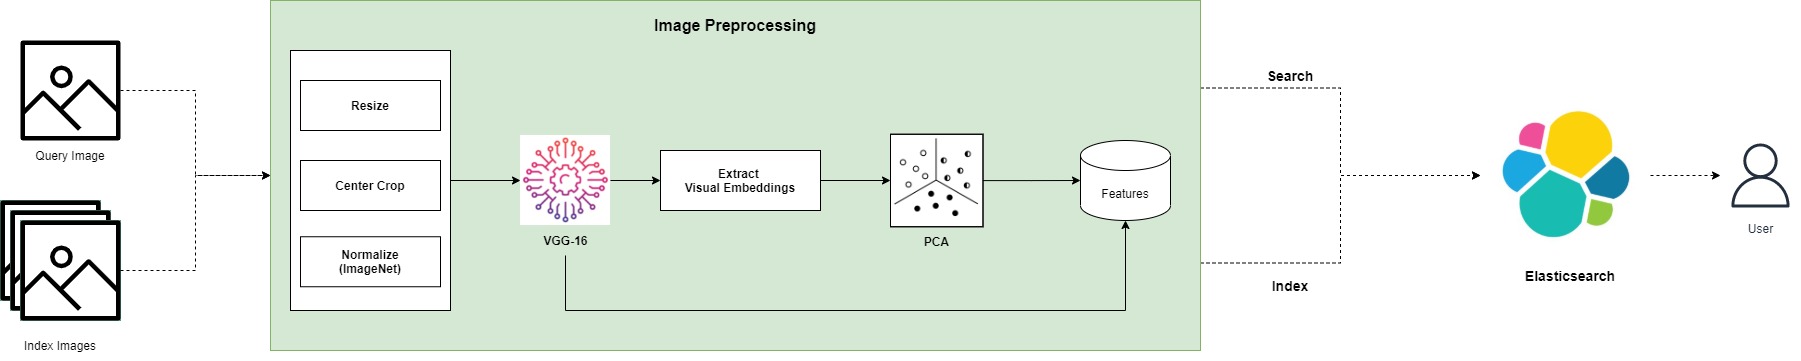 Image Preprocessing
Query Image
Index Images
Resize
Center Crop
Normalize
(ImageNet)
VGG-16
Extract
Visual Embeddings
PCA
Features
Search
Index
Elasticsearch
User